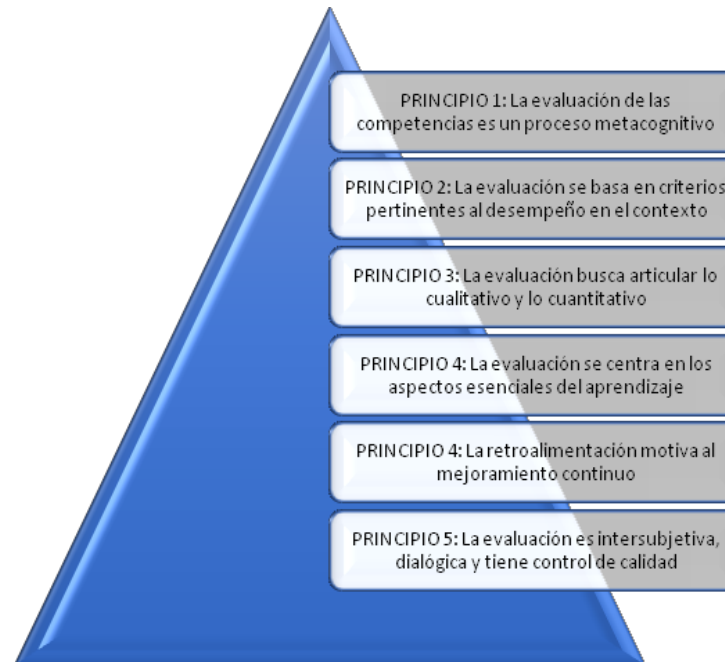 PRINCIPIO 1: La evaluación de las
competencias es un proceso metacognitivo
PRINCIPIO 2: La evaluación se basa en criterios
pertinentes al desempeño en el contexto
PRINCIPIO 3: La evaluación busca articular lo
cualitativo y lo cuantitativo
PRINCIPIO 4: La evaluación se centra en los
aspectos esenciales del aprendizaje
PRINCIPIO 4: La retroalimentación motiva al
mejoramiento continuo
PRINCIPIO 5: La evaluación es intersubjetiva,
dialógica y tiene control de calidad